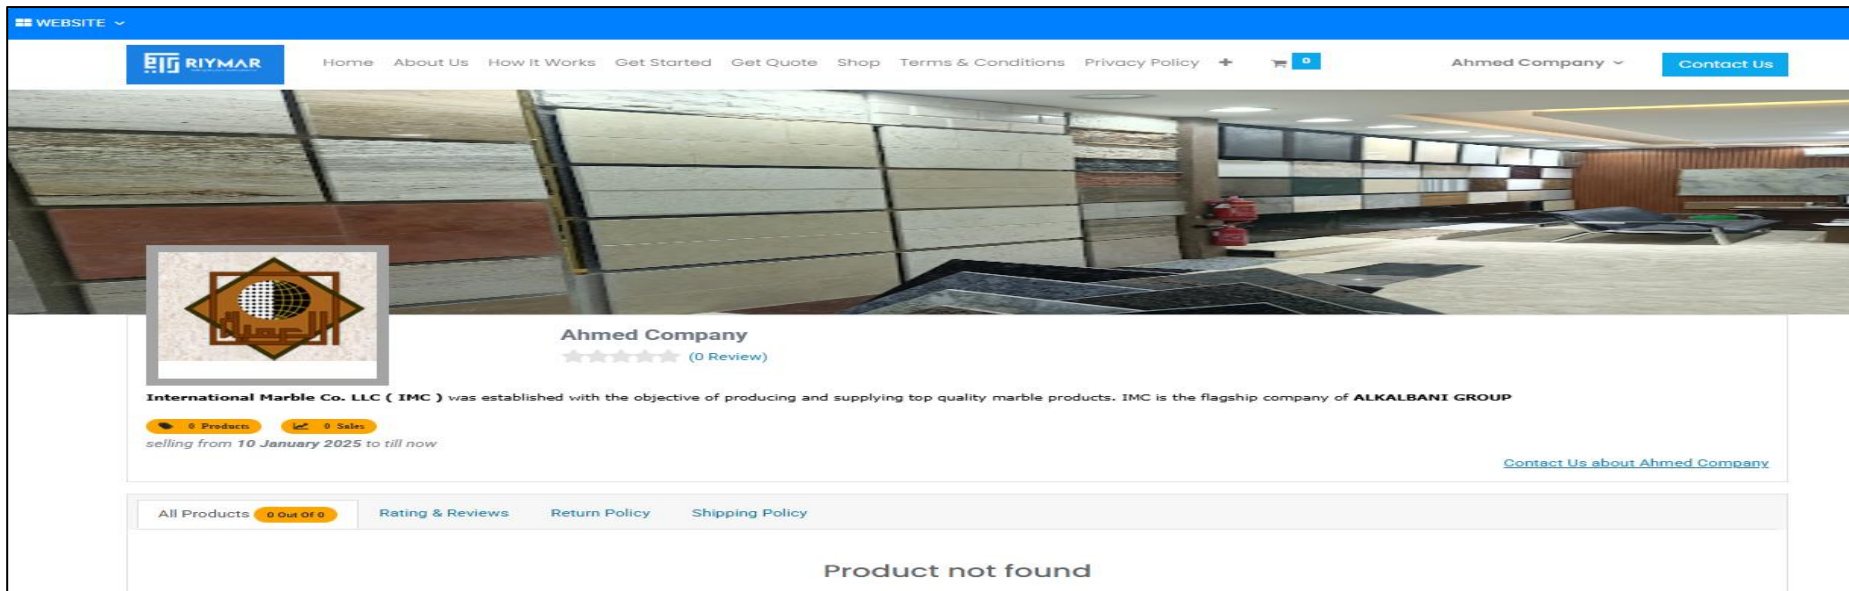 WEBSITE
RIYMAR
Home About Us How It Works Get Started Get Quote Shop Terms & Conditions Privacy Policy + 0 Ahmed Company Contact Us
Ahmed Company
(0 Review)
International Marble Co. LLC ( IMC ) was established with the objective of producing and supplying top quality marble products. IMC is the flagship company of ALKALBANI GROUP
0 Products 0 Sales
selling from 10 January 2025 to till now
Contact Us about Ahmed Company
All Products 0 Out Of 0 Rating & Reviews Return Policy Shipping Policy
Product not found